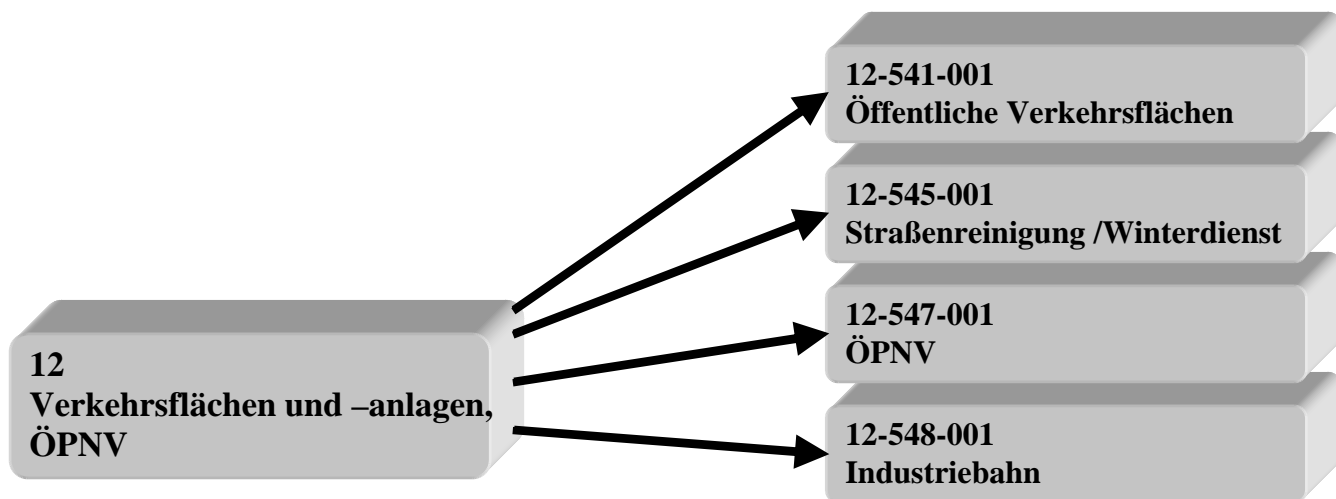 12-541-001
Öffentliche Verkehrsflächen
12-545-001
Straßenreinigung /Winterdienst
12-547-001
ÖPNV
12-548-001
Industriebahn
12
Verkehrsflächen und –anlagen,
ÖPNV